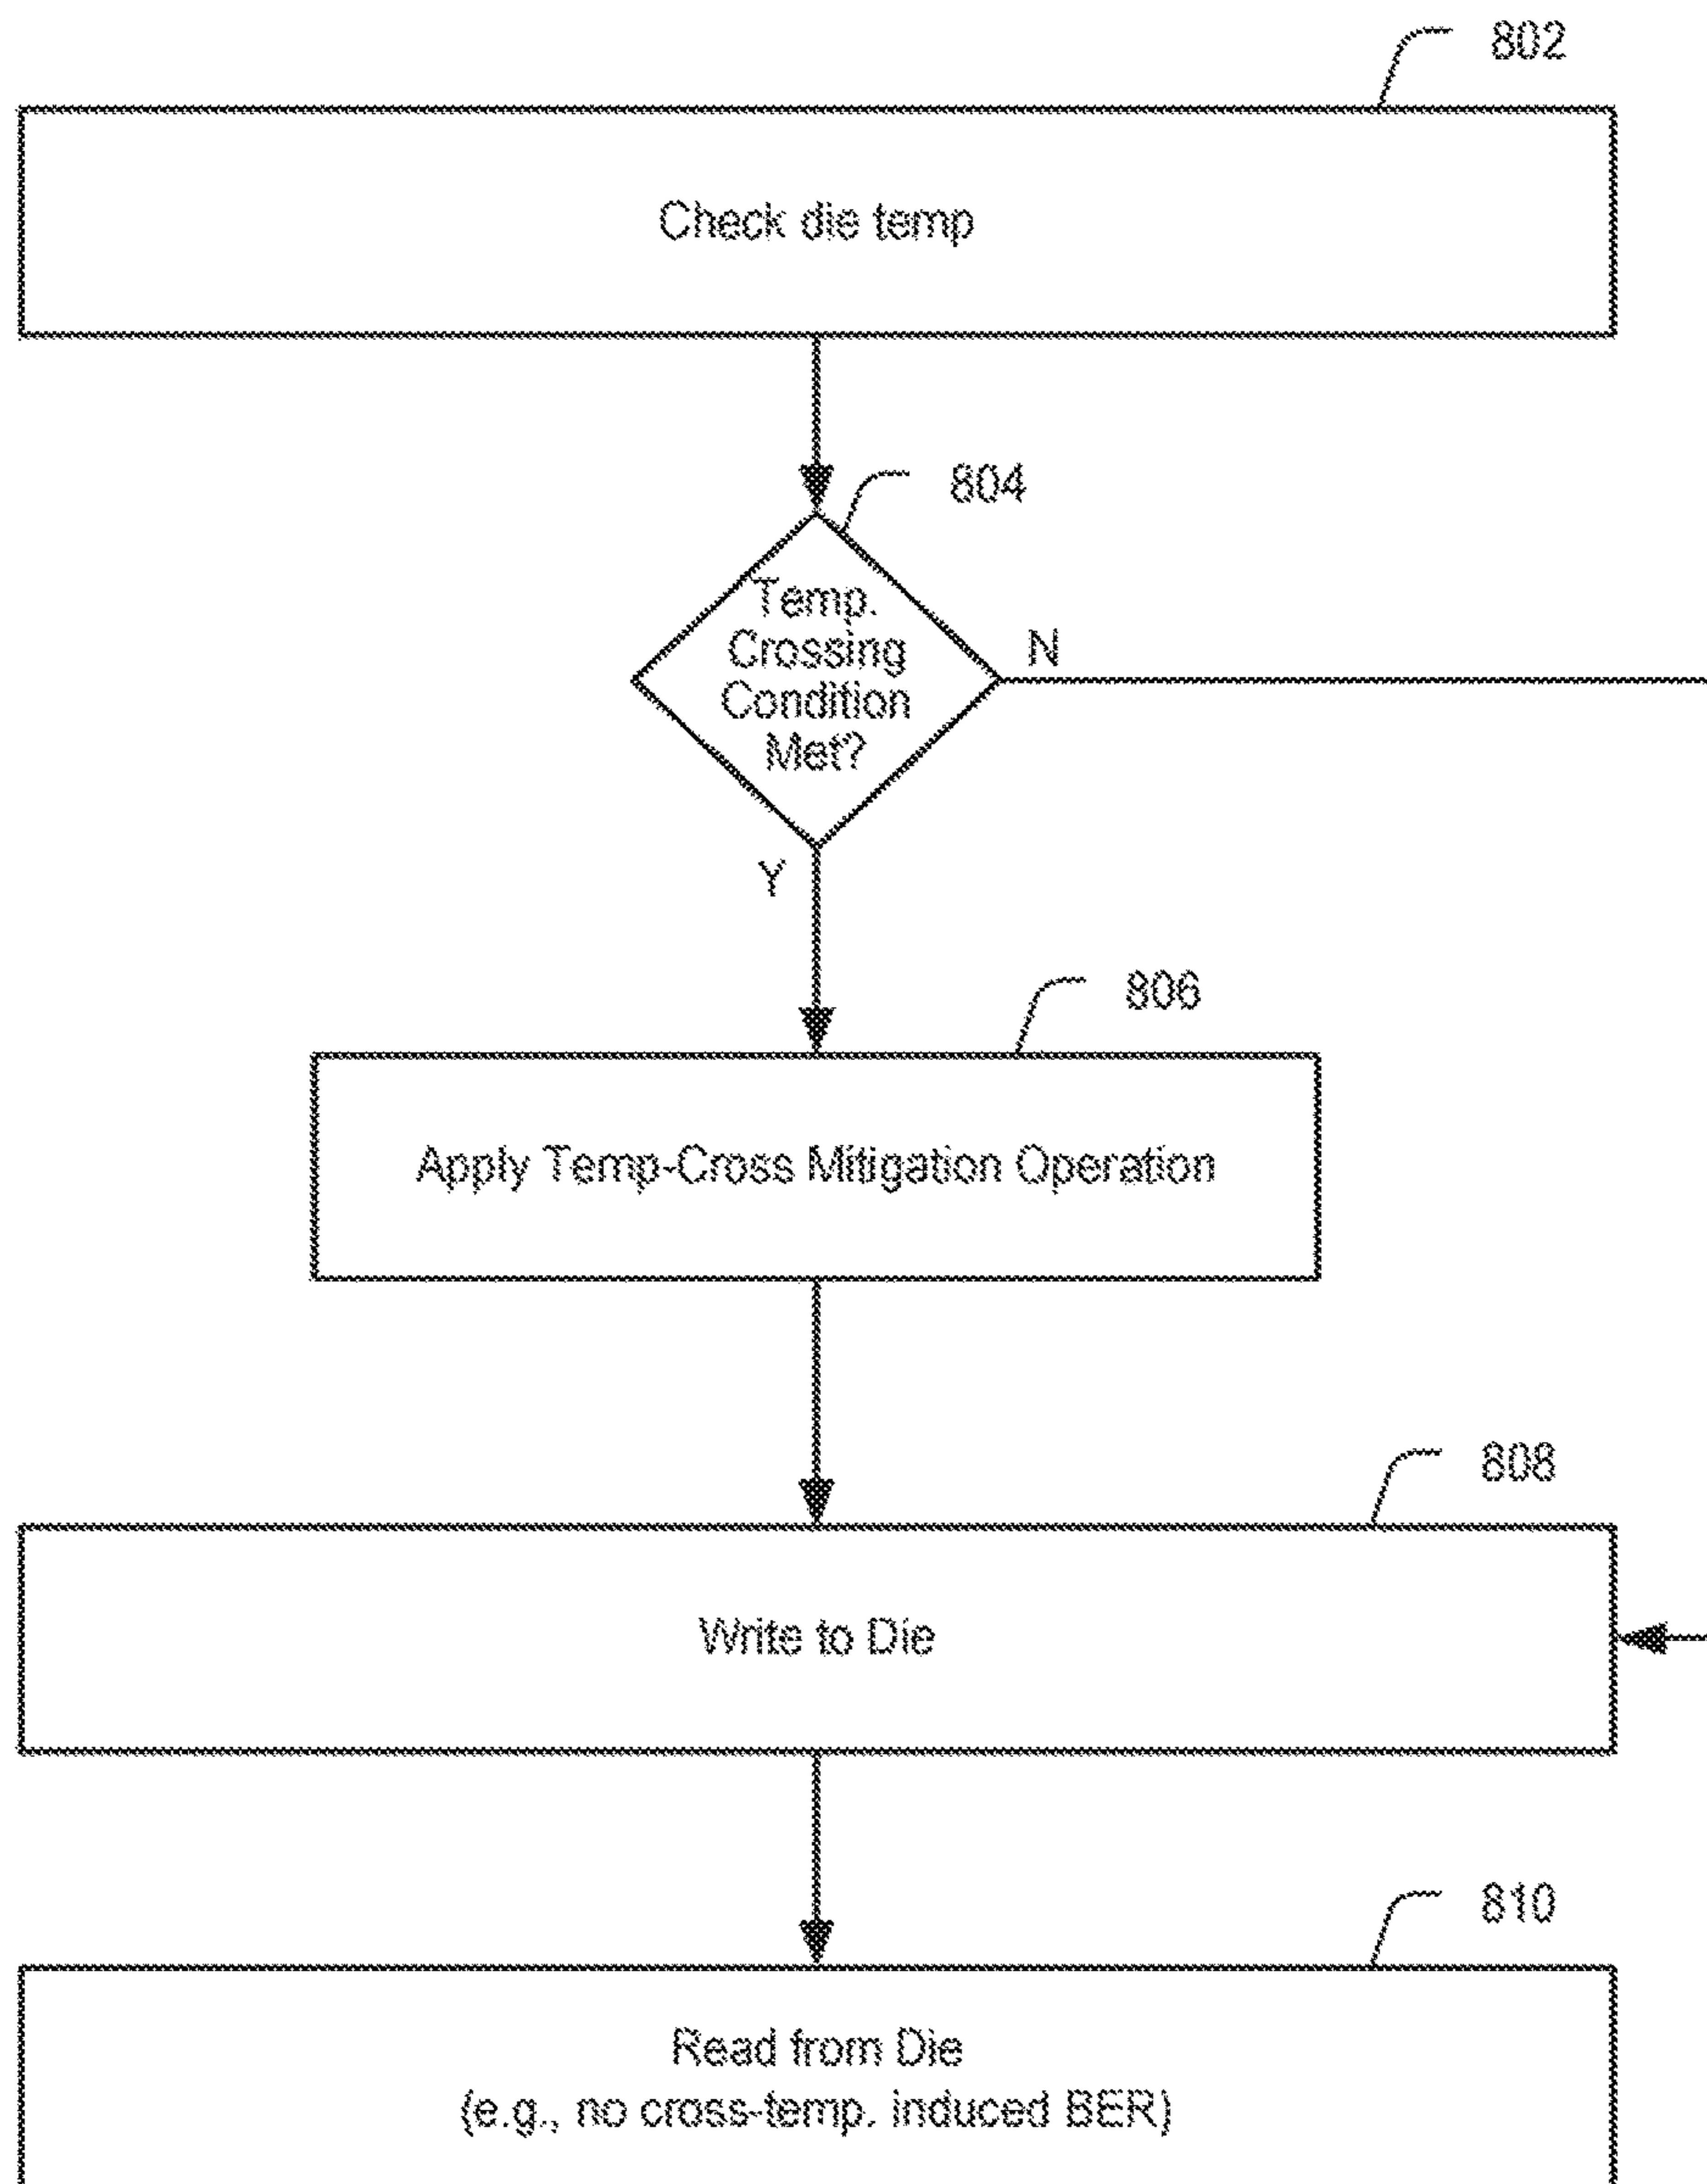 802
Check die temp
804
Temp.
Crossing
Condition
Met?
N
Y
806
Apply Temp-Cross Mitigation Operation
808
Write to Die
810
Read from Die
(e.g., no cross-temp. induced BER)